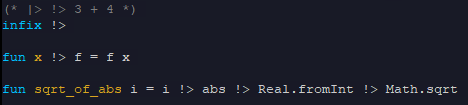 (* |> !> 3 + 4 *)
infix !>
fun x !> f = f x
fun sqrt_of_abs i = i !> abs !> Real.fromInt !> Math.sqrt